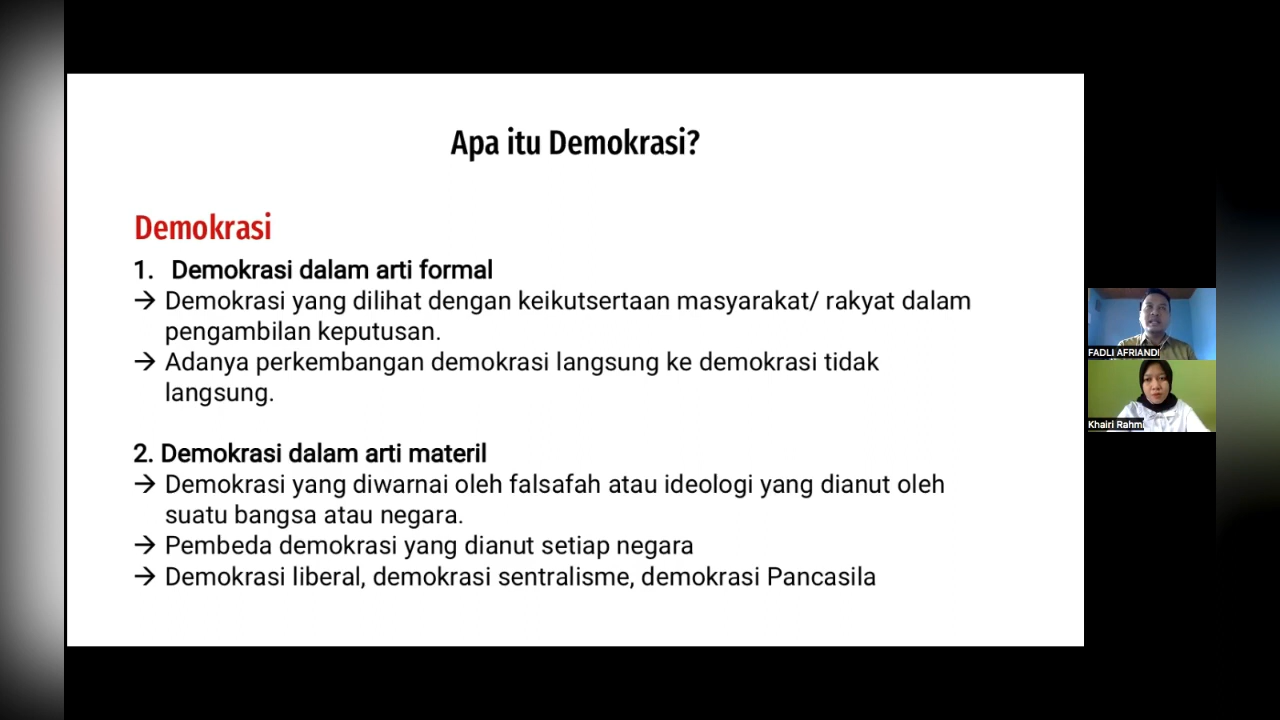 Apa itu Demokrasi?
Demokrasi
1. Demokrasi dalam arti formal
→ Demokrasi yang dilihat dengan keikutsertaan masyarakat/ rakyat dalam
pengambilan keputusan.
→ Adanya perkembangan demokrasi langsung ke demokrasi tidak
langsung.
2. Demokrasi dalam arti materil
→ Demokrasi yang diwarnai oleh falsafah atau ideologi yang dianut oleh
suatu bangsa atau negara.
→ Pembeda demokrasi yang dianut setiap negara
→ Demokrasi liberal, demokrasi sentralisme, demokrasi Pancasila
FADLI AFRIANDI
Khairi Rahmi